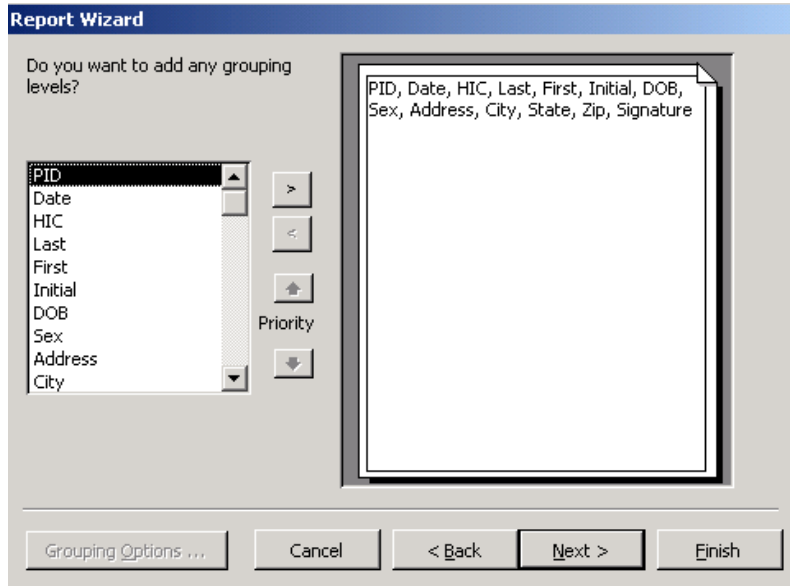 Report Wizard
Do you want to add any grouping
levels?
PID
Date
HIC
Last
First
Initial
DOB
Sex
Address
City
>
<
Priority
PID, Date, HIC, Last, First, Initial, DOB,
Sex, Address, City, State, Zip, Signature
Grouping Options ...
Cancel
< Back
Next >
Finish